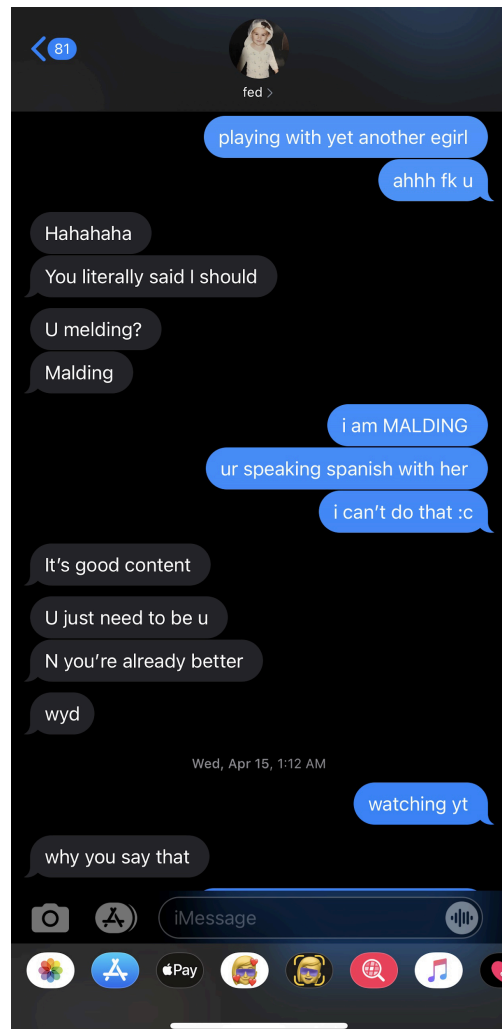 81
fed >
playing with yet another egirl
ahhh fk u
Hahahaha
You literally said I should
U melding?
Malding
i am MALDING
ur speaking spanish with her
i can’t do that :c
It’s good content
U just need to be u
N you’re already better
wyd
Wed, Apr 15, 1:12 AM
watching yt
why you say that
iMessage
Pay